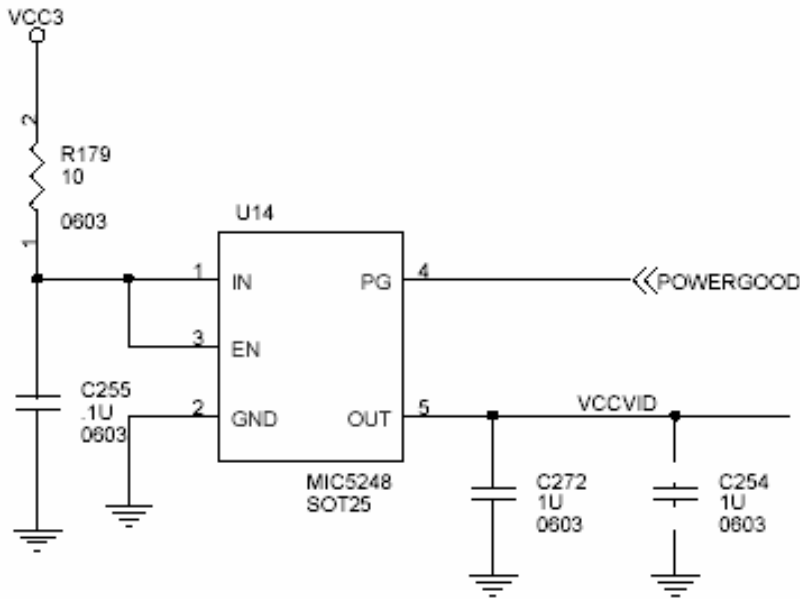 VCC3
2
R179
10
0603
1
U14
1
IN
PG
4
POWERGOOD
3
EN
C255
.1U
0603
2
GND
OUT
5
VCCVID
MIC5248
SOT25
C272
1U
0603
C254
1U
0603